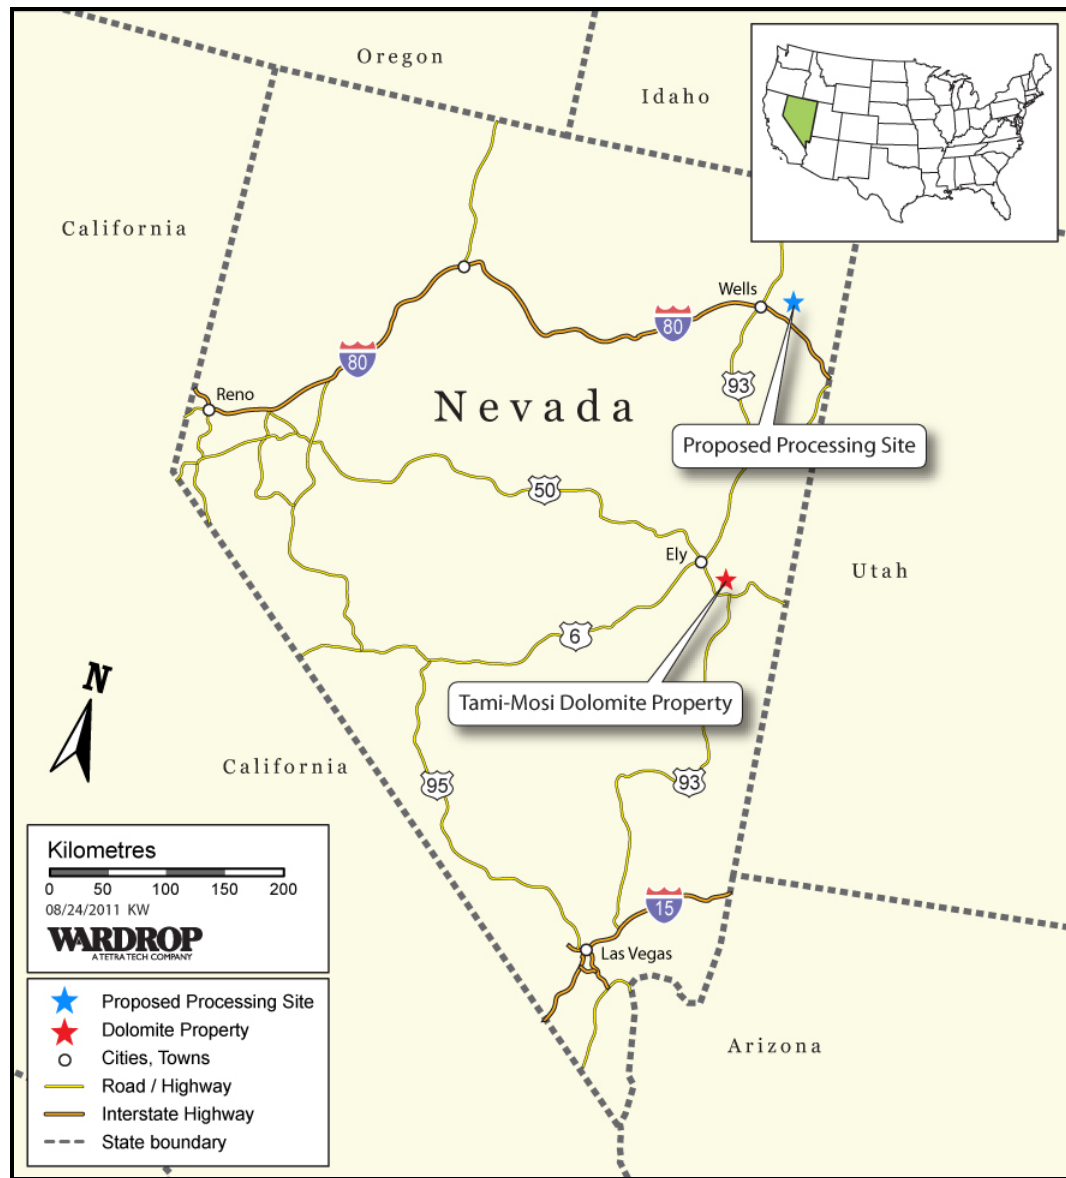 Oregon
Idaho
California
Wells
80
80
93
Reno
Nevada
Proposed Processing Site
50
Ely
Utah
6
N
Tami-Mosi Dolomite Property
California
95
93
Kilometres
0 50 100 150 200
08/24/2011 KW
WARDROP
A TETRA TECH COMPANY
15
Las Vegas
Arizona
Proposed Processing Site
Dolomite Property
Cities, Towns
Road / Highway
Interstate Highway
State boundary